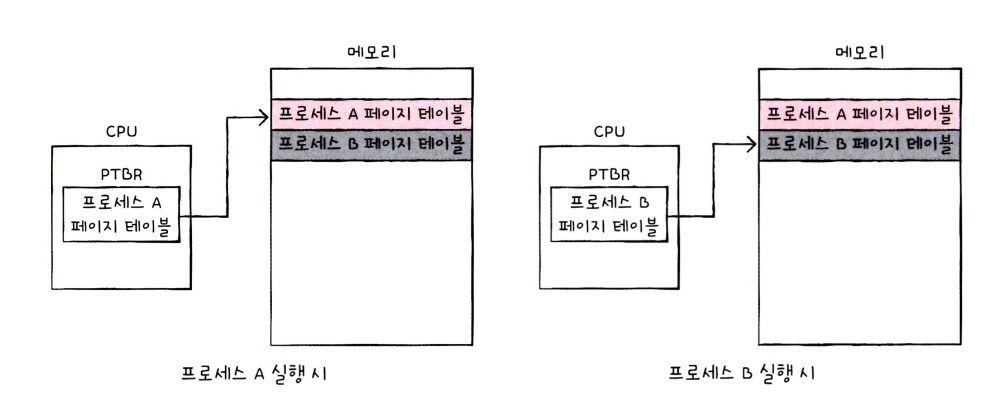 메모리
프로세스 A 페이지 테이블
프로세스 B 페이지 테이블
CPU
PTBR
프로세스 A
페이지 테이블
프로세스 A 실행 시
메모리
프로세스 A 페이지 테이블
프로세스 B 페이지 테이블
CPU
PTBR
프로세스 B
페이지 테이블
프로세스 B 실행 시